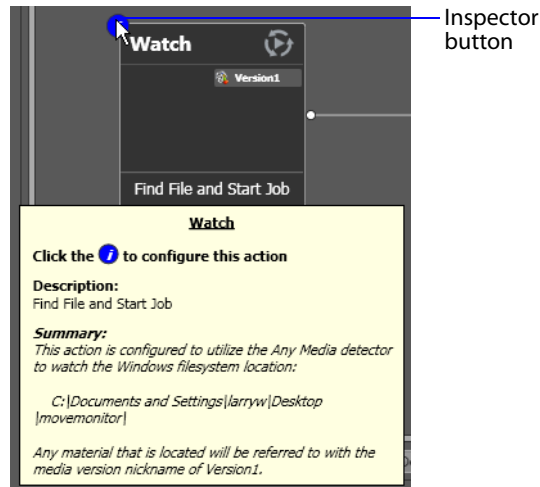 Inspector
button
Watch
Version1
Find File and Start Job
Watch
Click the i to configure this action
Description:
Find File and Start Job
Summary:
This action is configured to utilize the Any Media detector
to watch the Windows filesystem location:
C:\Documents and Settings\larryw\Desktop
\movemonitor\
Any material that is located will be referred to with the
media version nickname of Version1.